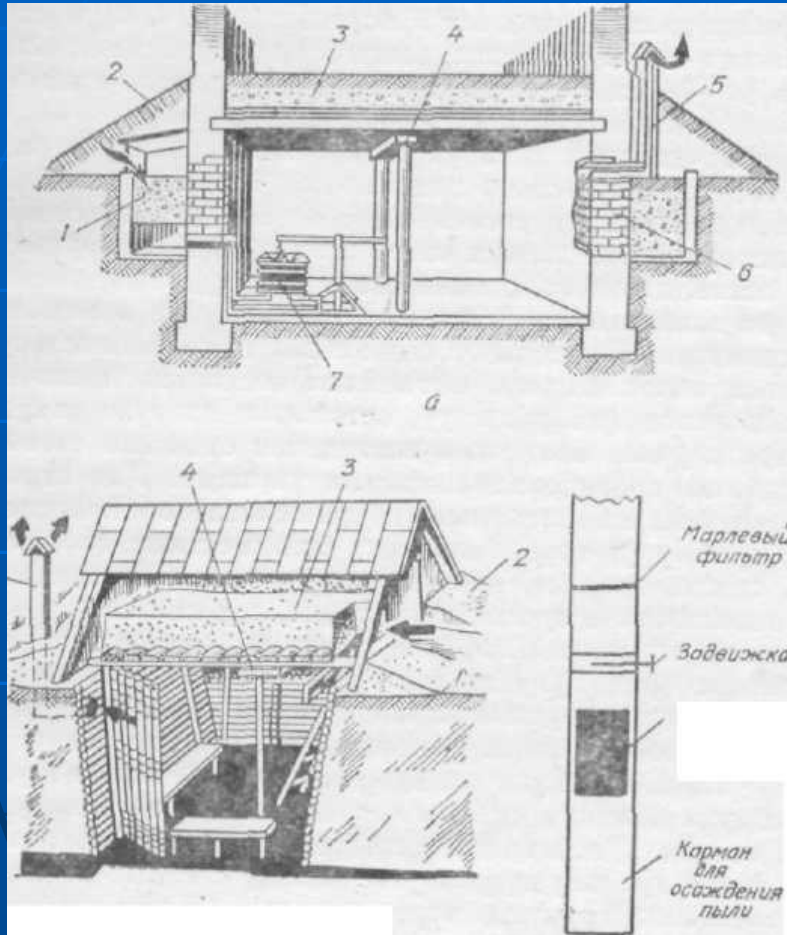 3
4
2
5
1
6
7
а
4
3
2
Марлевый
фильтр
Задвижка
Карман
для
осаждения
пыли